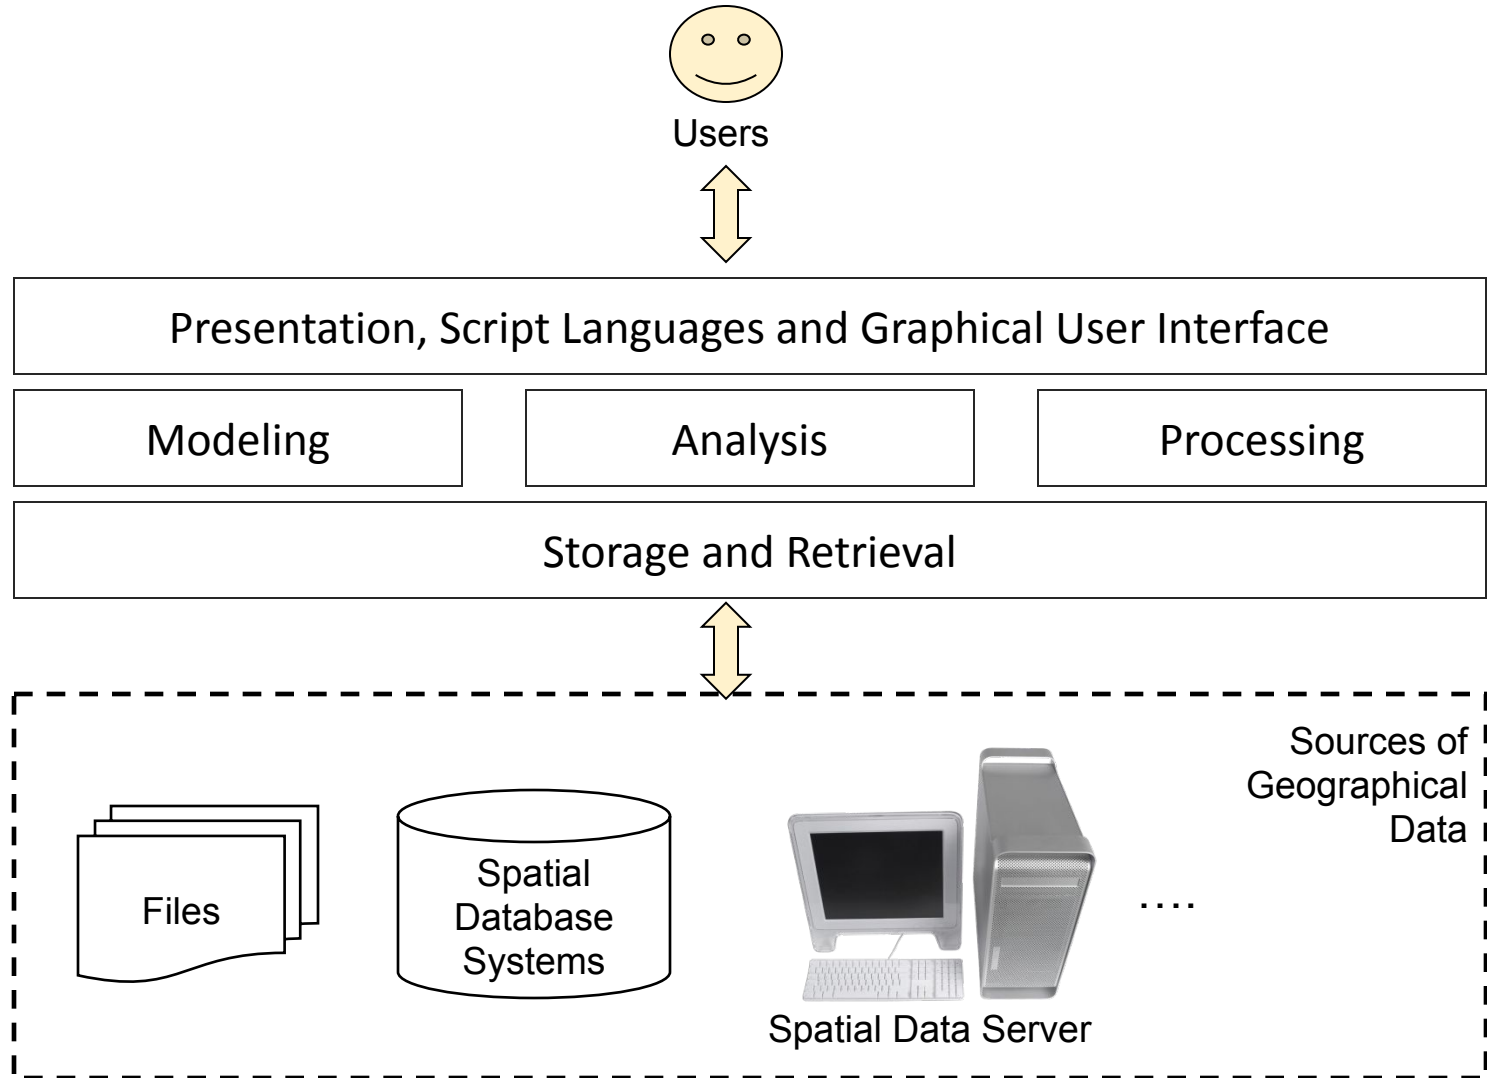 Users
Presentation, Script Languages and Graphical User Interface
Modeling
Analysis
Processing
Storage and Retrieval
Sources of
Geographical
Data
Files
Spatial
Database
Systems
....
Spatial Data Server